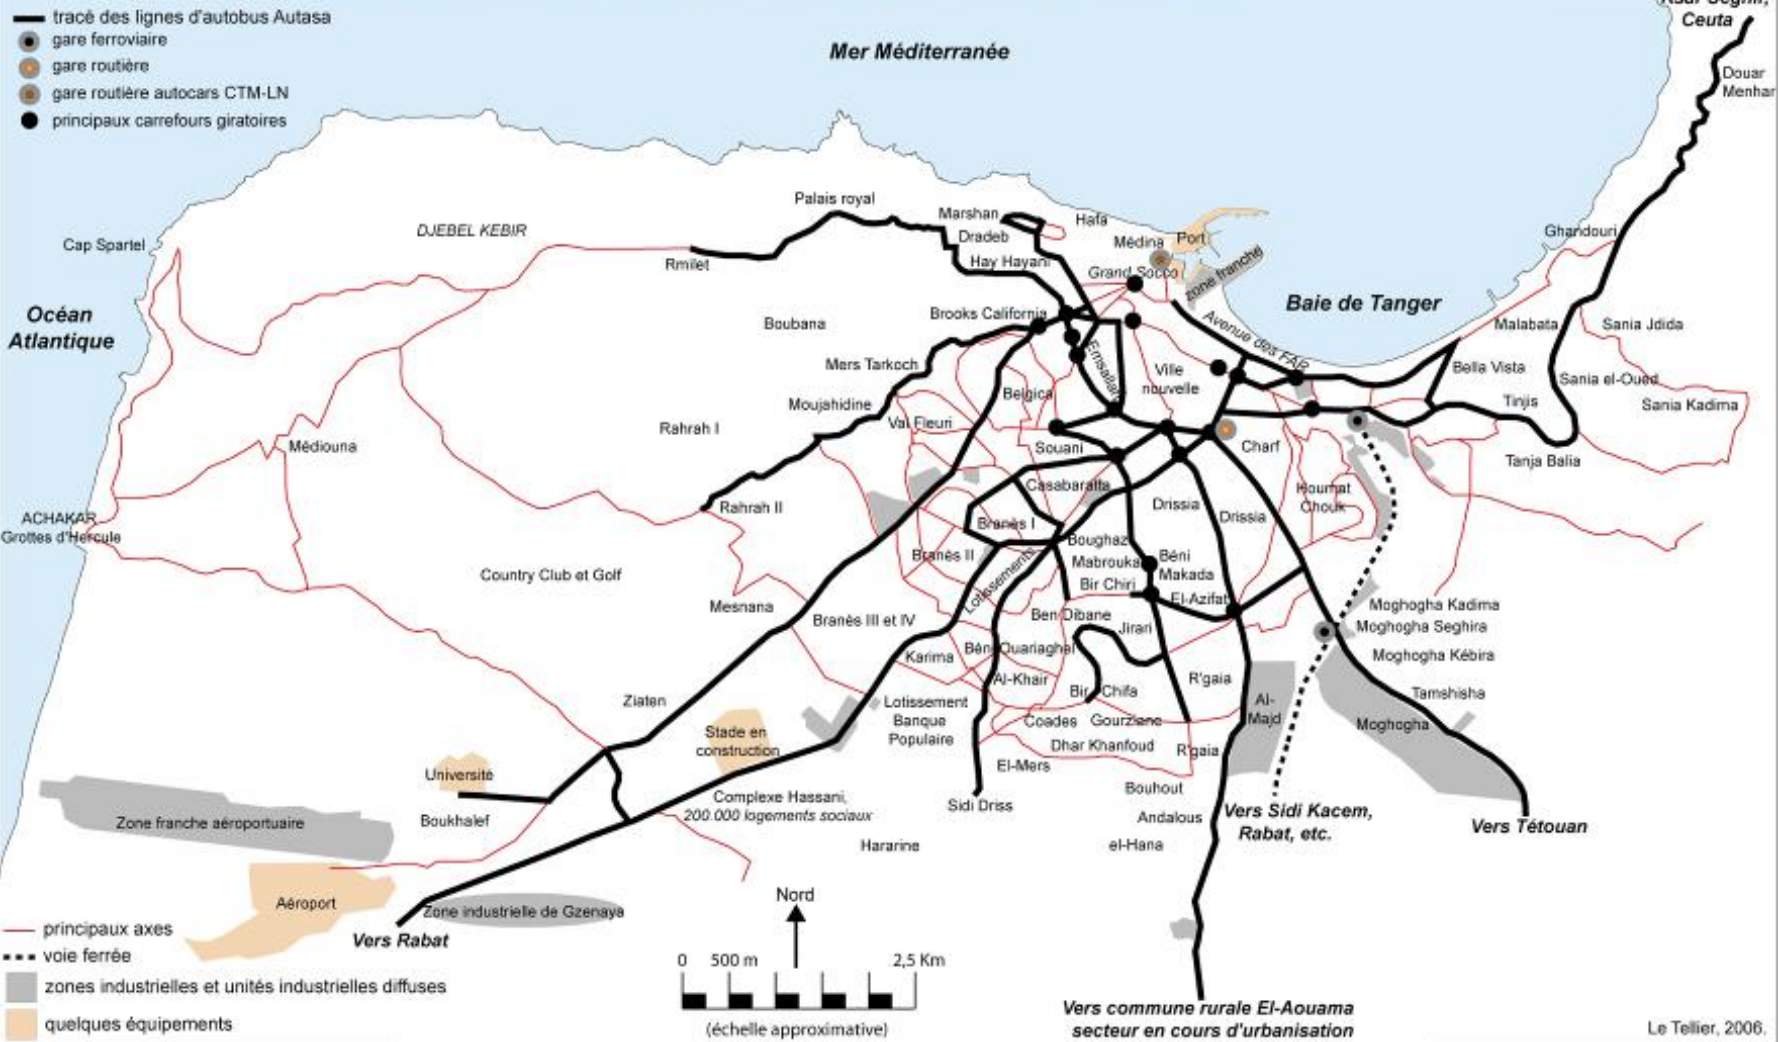 tracé des lignes d'autobus Autasa
gare ferroviaire
gare routière
gare routière autocars CTM-LN
principaux carrefours giratoires
Mer Méditerranée
Ceuta
Douar
Menhar
Palais royal
Marshan
Hafa
DJEBEL KEBIR
Cap Spartel
Dradeb
Médina
Port
Ghandouri
Rmilet
Hay Hayani
Grand Socco
zone franche
Océan
Atlantique
Baie de Tanger
Boubana
Brooks California
Avenue des FAR
Malabata
Sania Jdida
Mers Tarkoch
Emsallah
Ville
nouvelle
Bella Vista
Sania el-Oued
Belgica
Moujahidine
Tinjis
Sania Kadima
Rahrah I
Val Fleuri
Médiouna
Souani
Charf
Tanja Balia
Casabaratta
Houmat
Chouk
Rahrah II
Drissia
Drissia
ACHAKAR
Grottes d'Hercule
Branès I
Boughaz
Branès II
Lotissements
Mabrouka
Béni
Makada
Country Club et Golf
Bir Chiri
El-Azifat
Mesnana
Branès III et IV
Ben Dibane
Jirari
Moghogha Kadima
Moghogha Seghira
Karima
Béni Ouariaghel
Moghogha Kébira
Al-Khair
R'gaia
Bir Chifa
Tamshisha
Ziaten
Lotissement
Banque
Populaire
Al-
Majd
Coades
Gourziane
Moghogha
Stade en
construction
Dhar Khanfoud
R'gaia
El-Mers
Université
Bouhout
Complexe Hassani,
200.000 logements sociaux
Sidi Driss
Vers Sidi Kacem,
Rabat, etc.
Vers Tétouan
Zone franche aéroportuaire
Boukhalef
Andalous
Hararine
el-Hana
Aéroport
Zone industrielle de Gzenaya
Nord
Vers Rabat
principaux axes
voie ferrée
zones industrielles et unités industrielles diffuses
quelques équipements
0 500 m 2,5 Km
(échelle approximative)
Vers commune rurale El-Aouama
secteur en cours d'urbanisation
Le Tellier, 2006.